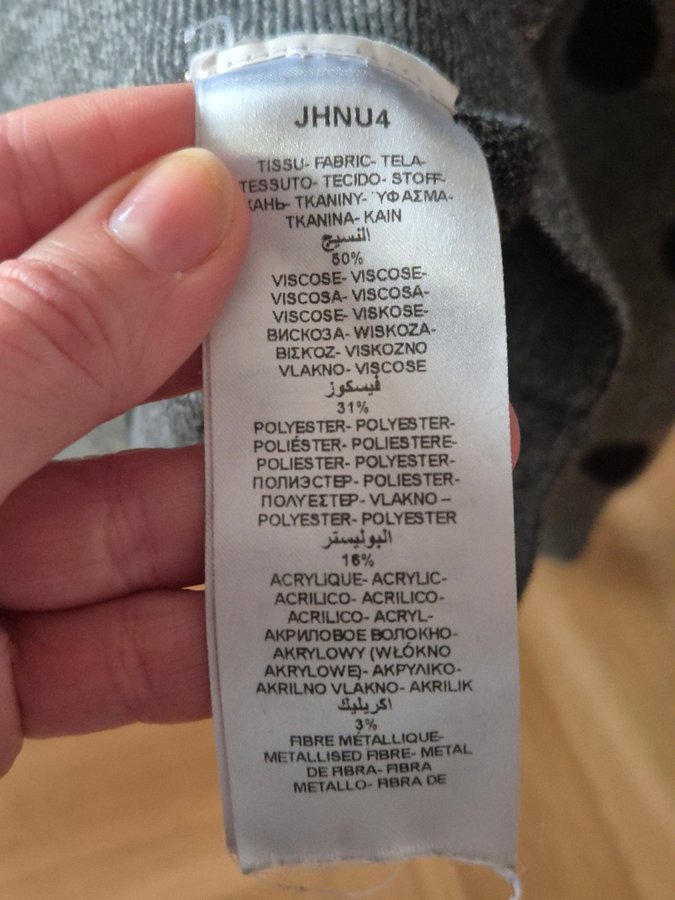 JHNU4
TISSU- FABRIC- TELA-
TESSUTO- TECIDO- STOFF-
КАНЬ- TKANINY- ΎΦΑΣΜΑ-
TKANINA- KAIN
النسيج
50%
VISCOSE- VISCOSE-
VISCOSA- VISCOSA-
VISCOSE- VISKOSE-
ВИСКОЗА- WISKOZA-
ΒΙΣΚΌΖ- VISKOZNO
VLAKNO- VISCOSE
فيسكوز
31%
POLYESTER- POLYESTER-
POLIÉSTER- POLIESTERE-
POLIESTER- POLYESTER-
ПОЛИЭСТЕР- POLIESTER-
ΠΟΛΥΕΣΤΕΡ- VLAKNO –
POLYESTER- POLYESTER
البوليستر
16%
ACRYLIQUE- ACRYLIC-
ACRILICO- ACRILICO-
ACRILICO- ACRYL-
АКРИЛОВОЕ ВОЛОКНО-
AKRYLOWY (WŁÓKNO
AKRYLOWE)- ΑΚΡΥΛΙΚΟ-
AKRILNO VLAKNO- AKRILIK
اكريليك
3%
FIBRE MÉTALLIQUE-
METALLISED FIBRE- METAL
DE FIBRA- FIBRA
METALLO- FIBRA DE